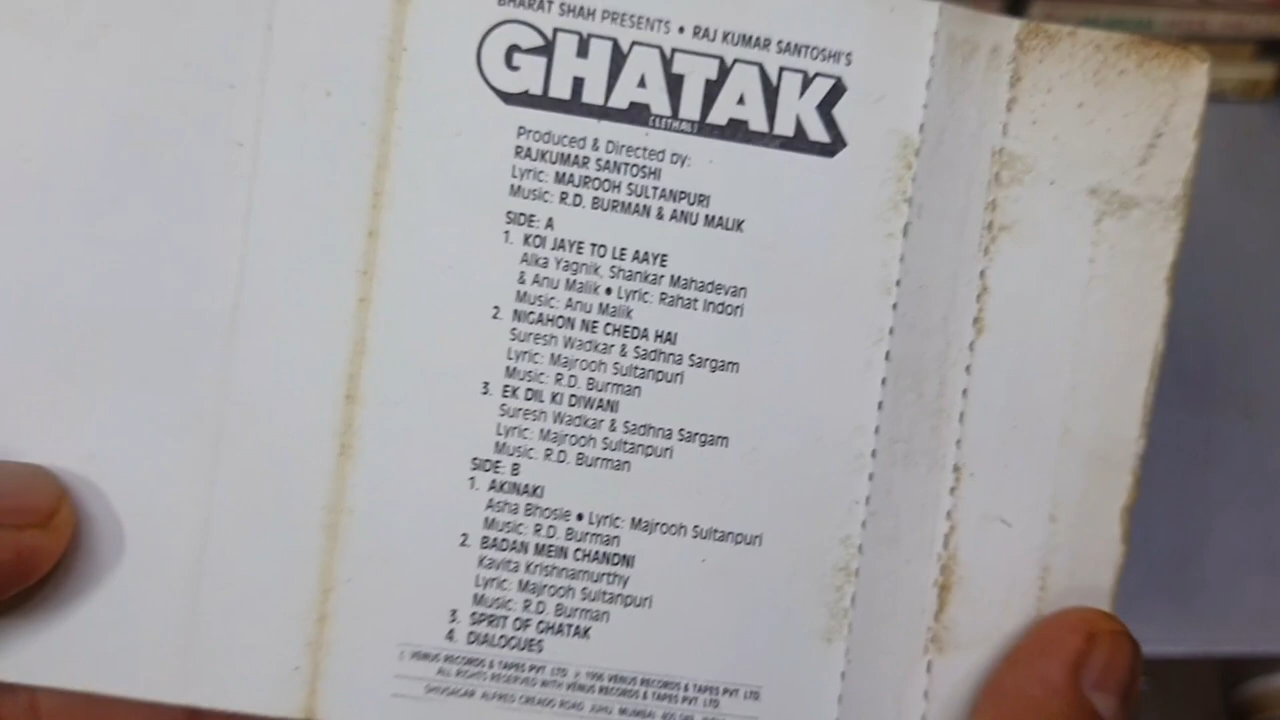 BHARAT SHAH PRESENTS • RAJ KUMAR SANTOSHI'S
GHATAK
(LETHAL)
Produced & Directed by:
RAJKUMAR SANTOSHI
Lyric: MAJROOH SULTANPURI
Music: R.D. BURMAN & ANU MALIK
SIDE: A
1. KOI JAYE TO LE AAYE
Alka Yagnik, Shankar Mahadevan
& Anu Malik • Lyric: Rahat Indori
Music: Anu Malik
2. NIGAHON NE CHEDA HAI
Suresh Wadkar & Sadhna Sargam
Lyric: Majrooh Sultanpuri
Music: R.D. Burman
3. EK DIL KI DIWANI
Suresh Wadkar & Sadhna Sargam
Lyric: Majrooh Sultanpuri
Music. R.D. Burman
SIDE: B
1. AKINAKI
Asha Bhosle • Lyric: Majrooh Sultanpuri
Music: R.D. Burman
2. BADAN MEIN CHANDNI
Kavita Krishnamurthy
Lyric: Majrooh Sultanpuri
Music: R.D. Burman
3. SPRIT OF GHATAK
4. DIALOGUES
VENUS RECORDS & TAPES PVT. LTD. 1996 VENUS RECORDS & TAPES PVT. LTD.
ALL RIGHTS RESERVED WITH VENUS RECORDS & TAPES PVT. LTD.
ALFRED CREADO ROAD, JUHU, MUMBAI